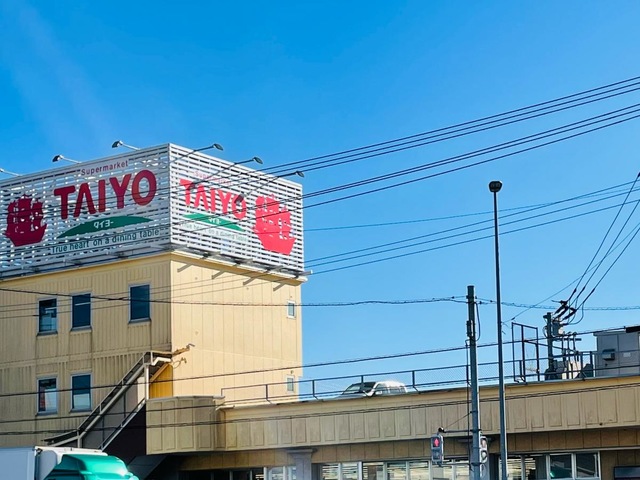 Supermarket
TAIYO
タイヨー
True heart on a dining table
TAIYO
タイヨー